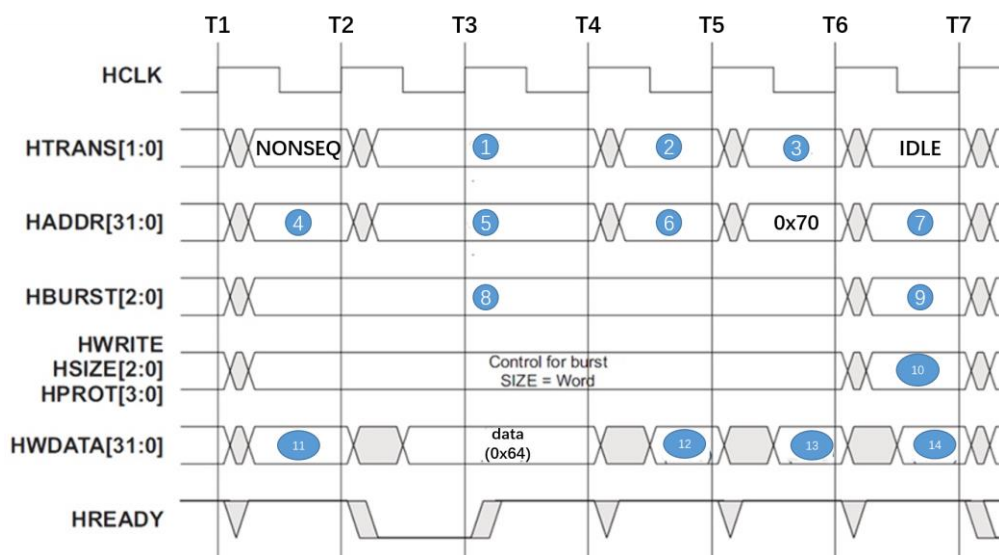 T1 T2 T3 T4 T5 T6 T7
HCLK
HTRANS[1:0] NONSEQ 1 2 3 IDLE
HADDR[31:0] 4 5 6 0x70 7
HBURST[2:0] 8 9
HWRITE
HSIZE[2:0]
HPROT[3:0]
Control for burst
SIZE = Word
10
HWDATA[31:0] 11 data
(0x64)
12 13 14
HREADY